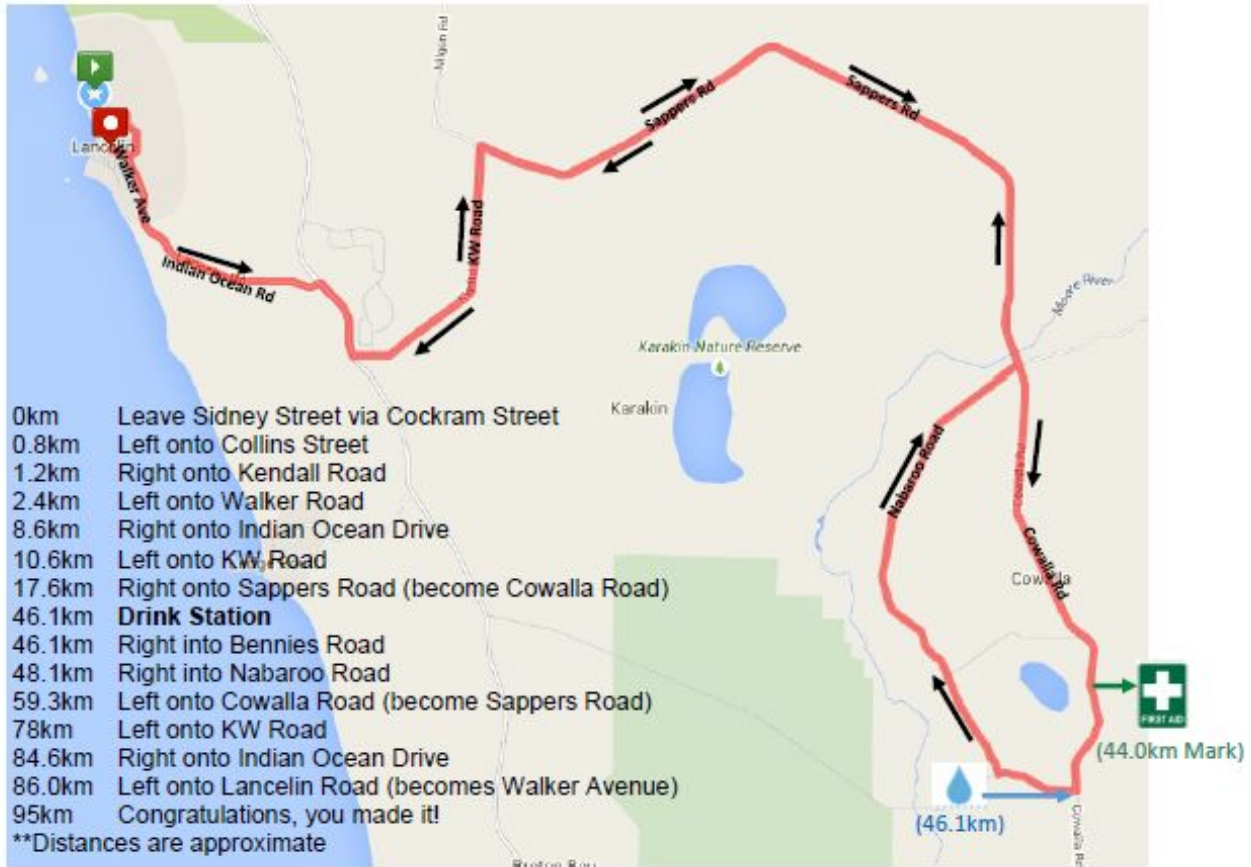 Nilgun Rd
Sappers Rd
Sappers Rd
Lancelin
Walker Ave
KW Road
Indian Ocean Rd
Moore River
Karakin Nature Reserve
Karakin
Nabaroo Road
Cowalla Rd
Cowalla Rd
Cowalla
0km Leave Sidney Street via Cockram Street
0.8km Left onto Collins Street
1.2km Right onto Kendall Road
2.4km Left onto Walker Road
8.6km Right onto Indian Ocean Drive
10.6km Left onto KW Road
17.6km Right onto Sappers Road (become Cowalla Road)
46.1km Drink Station
46.1km Right into Bennies Road
48.1km Right into Nabaroo Road
59.3km Left onto Cowalla Road (become Sappers Road)
78km Left onto KW Road
84.6km Right onto Indian Ocean Drive
86.0km Left onto Lancelin Road (becomes Walker Avenue)
95km Congratulations, you made it!
**Distances are approximate
FIRST AID
(44.0km Mark)
(46.1km)
Cowalla Rd